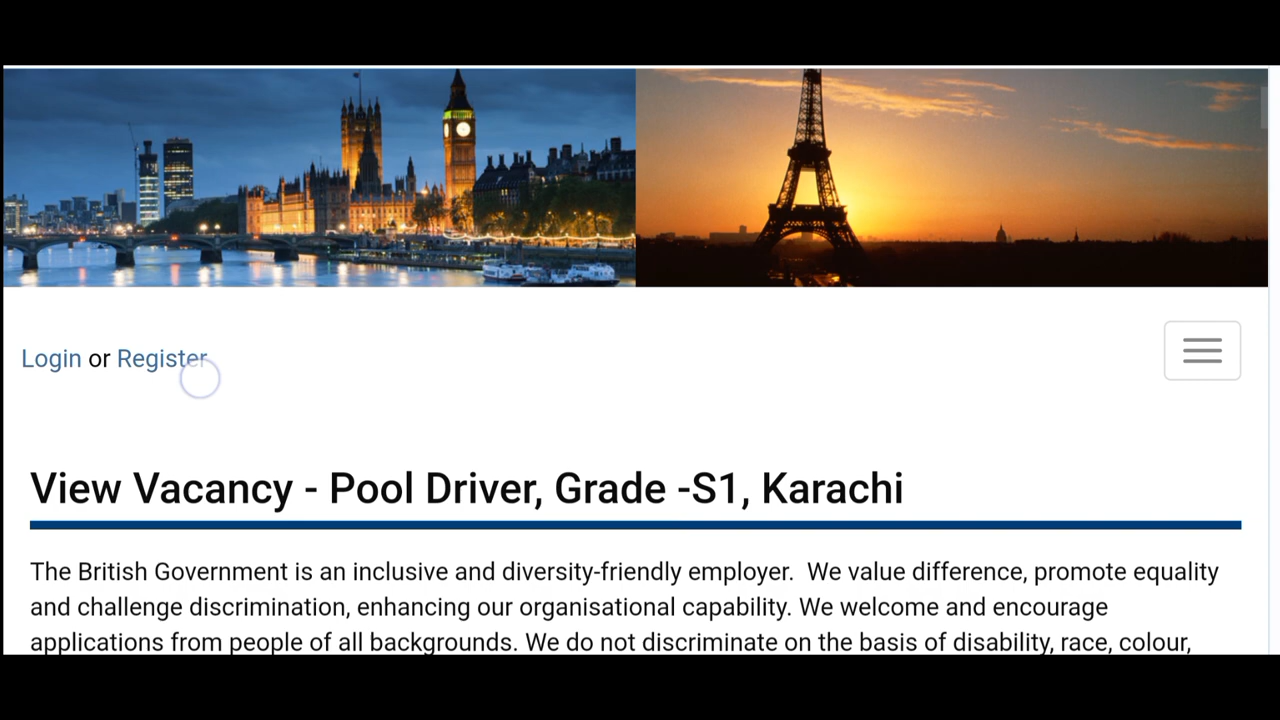 Login or Register
View Vacancy - Pool Driver, Grade -S1, Karachi
The British Government is an inclusive and diversity-friendly employer.  We value difference, promote equality
and challenge discrimination, enhancing our organisational capability. We welcome and encourage
applications from people of all backgrounds. We do not discriminate on the basis of disability, race, colour,